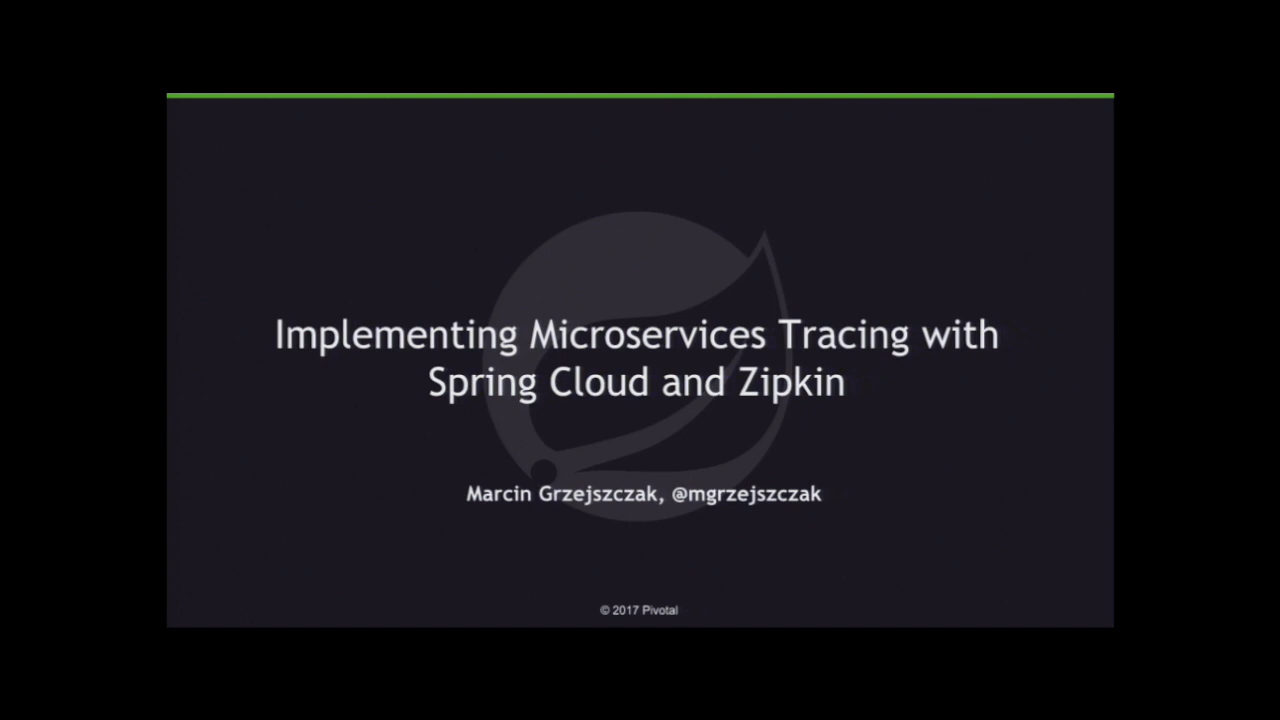 Implementing Microservices Tracing with
Spring Cloud and Zipkin
Marcin Grzejszczak, @mgrzejszczak
© 2017 Pivotal